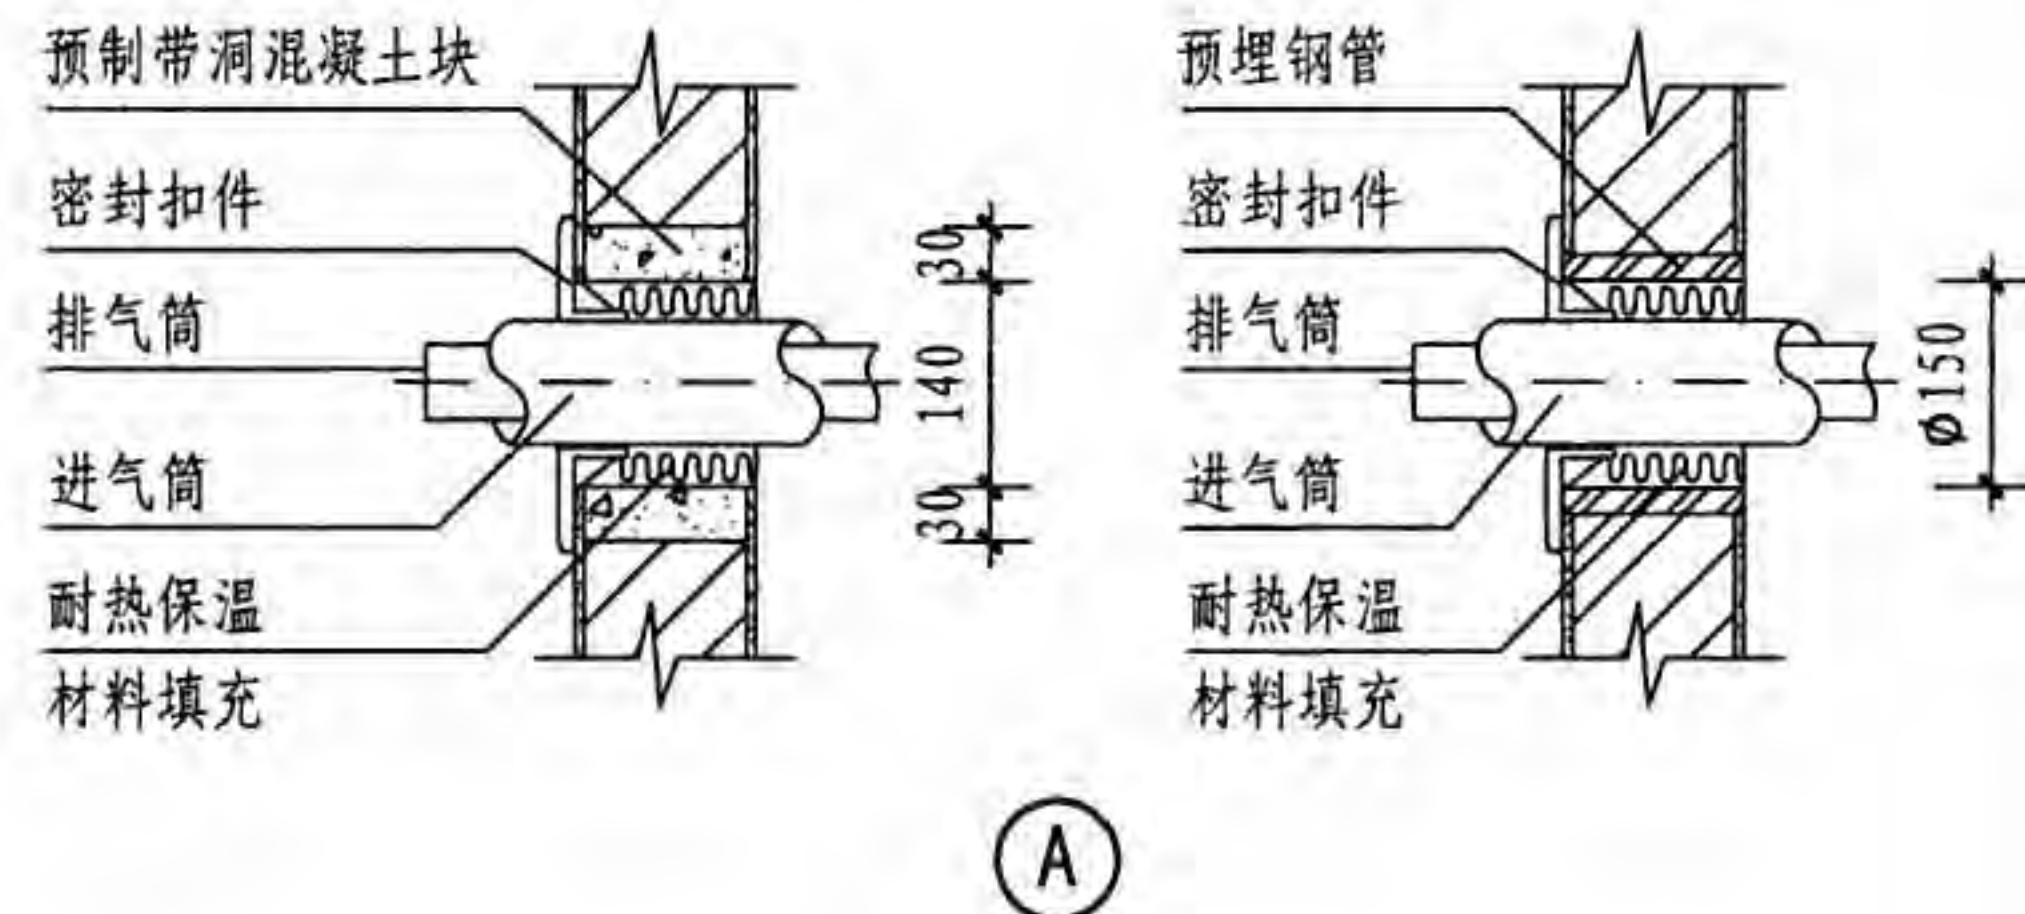 预制带洞混凝土块
密封扣件
排气筒
进气筒
耐热保温
材料填充
30
140
30
预埋钢管
密封扣件
排气筒
进气筒
耐热保温
材料填充
ø150
A